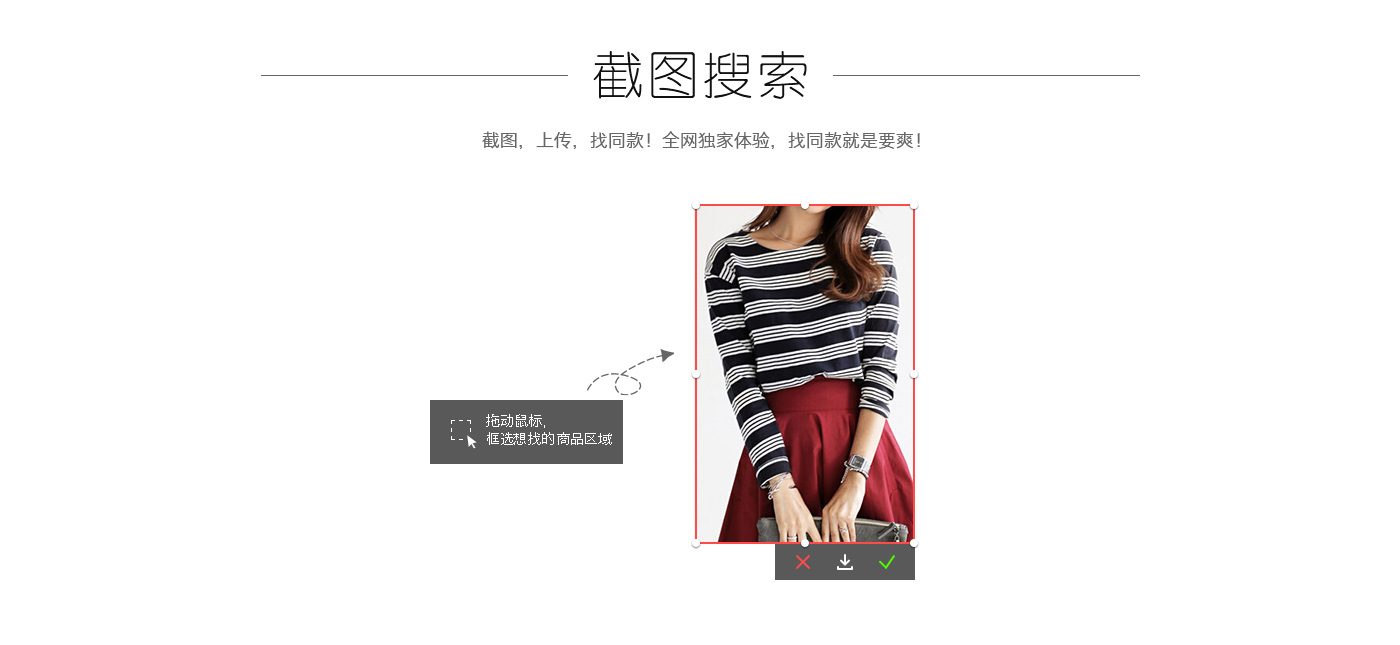 截图搜索
截图，上传，找同款！全网独家体验，找同款就是要爽！
拖动鼠标，
框选想找的商品区域